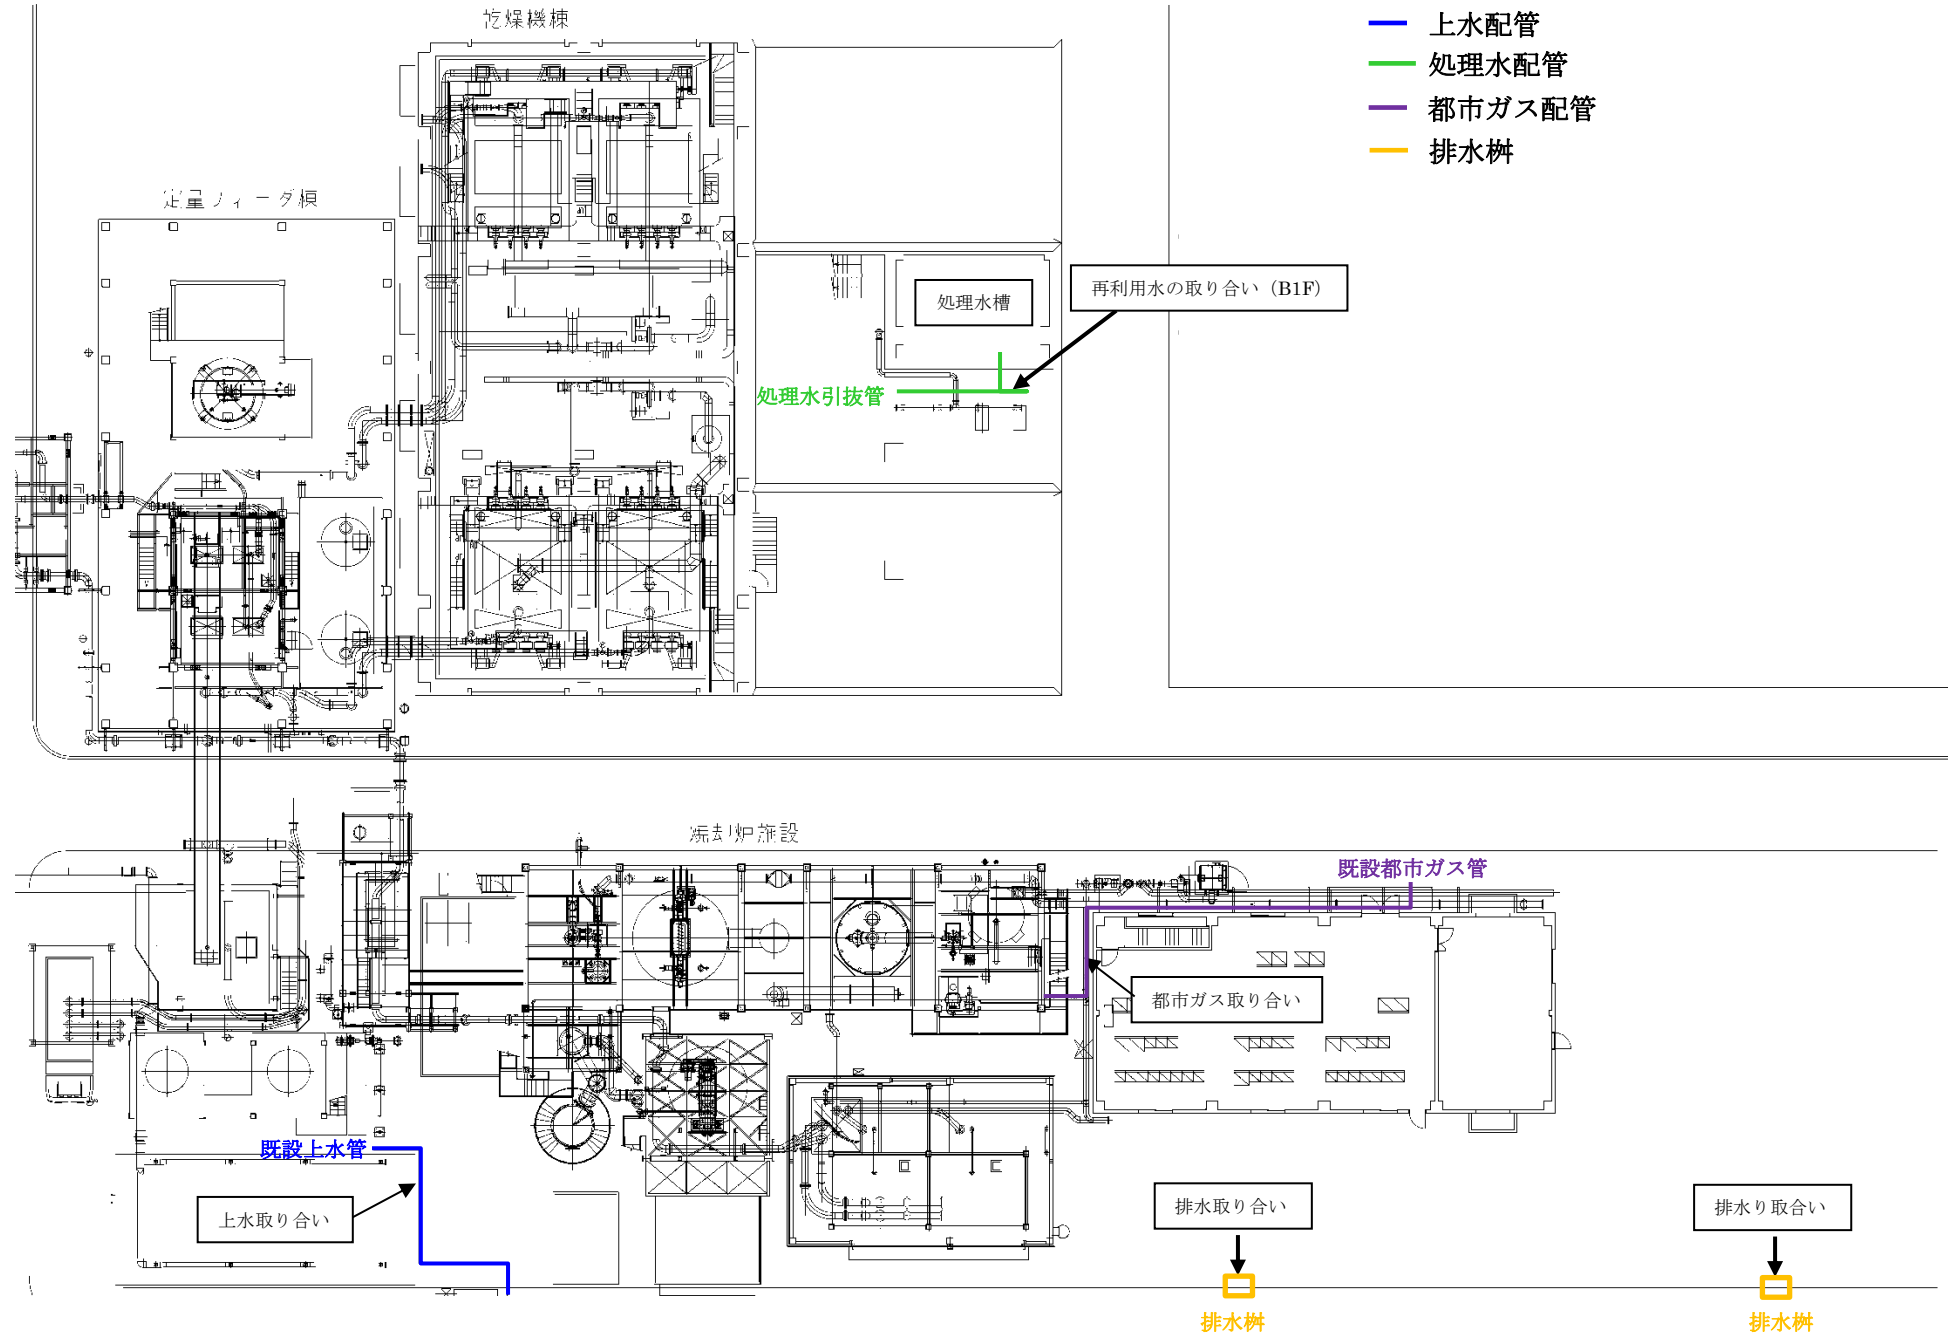 乾燥機棟
上水配管
処理水配管
都市ガス配管
排水桝
定量フィーダ棟
処理水槽
再利用水の取り合い（B1F）
処理水引抜管
焼却炉施設
既設都市ガス管
都市ガス取り合い
既設上水管
上水取り合い
排水取り合い
排水り取合い
排水桝
排水桝